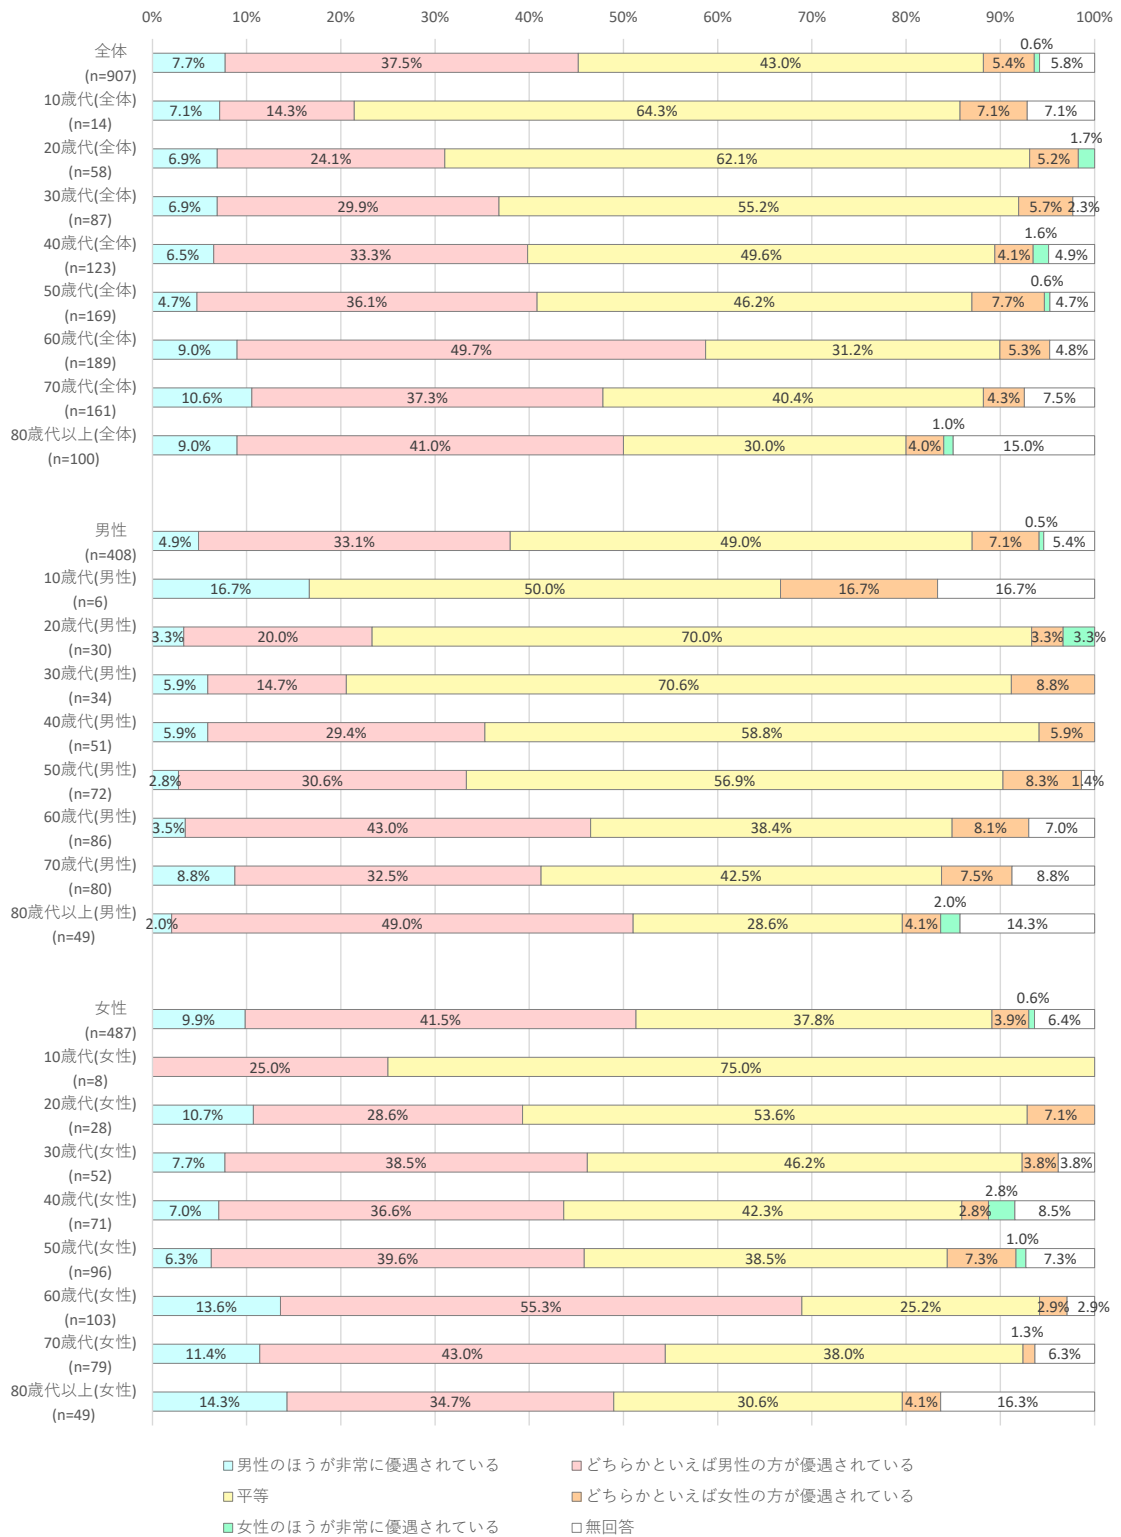 0% 10% 20% 30% 40% 50% 60% 70% 80% 90% 100%
0.6%
全体
(n=907)
7.7% 37.5% 43.0% 5.4% 5.8%
10歳代(全体)
(n=14)
7.1% 14.3% 64.3% 7.1% 7.1%
1.7%
20歳代(全体)
(n=58)
6.9% 24.1% 62.1% 5.2%
30歳代(全体)
(n=87)
6.9% 29.9% 55.2% 5.7% 2.3%
1.6%
40歳代(全体)
(n=123)
6.5% 33.3% 49.6% 4.1% 4.9%
0.6%
50歳代(全体)
(n=169)
4.7% 36.1% 46.2% 7.7% 4.7%
60歳代(全体)
(n=189)
9.0% 49.7% 31.2% 5.3% 4.8%
70歳代(全体)
(n=161)
10.6% 37.3% 40.4% 4.3% 7.5%
1.0%
80歳代以上(全体)
(n=100)
9.0% 41.0% 30.0% 4.0% 15.0%
0.5%
男性
(n=408)
4.9% 33.1% 49.0% 7.1% 5.4%
10歳代(男性)
(n=6)
16.7% 50.0% 16.7% 16.7%
20歳代(男性)
(n=30)
3.3% 20.0% 70.0% 3.3% 3.3%
30歳代(男性)
(n=34)
5.9% 14.7% 70.6% 8.8%
40歳代(男性)
(n=51)
5.9% 29.4% 58.8% 5.9%
50歳代(男性)
(n=72)
2.8% 30.6% 56.9% 8.3% 1.4%
60歳代(男性)
(n=86)
3.5% 43.0% 38.4% 8.1% 7.0%
70歳代(男性)
(n=80)
8.8% 32.5% 42.5% 7.5% 8.8%
2.0%
80歳代以上(男性)
(n=49)
2.0% 49.0% 28.6% 4.1% 14.3%
0.6%
女性
(n=487)
9.9% 41.5% 37.8% 3.9% 6.4%
10歳代(女性)
(n=8)
25.0% 75.0%
20歳代(女性)
(n=28)
10.7% 28.6% 53.6% 7.1%
30歳代(女性)
(n=52)
7.7% 38.5% 46.2% 3.8% 3.8%
2.8%
40歳代(女性)
(n=71)
7.0% 36.6% 42.3% 2.8% 8.5%
1.0%
50歳代(女性)
(n=96)
6.3% 39.6% 38.5% 7.3% 7.3%
60歳代(女性)
(n=103)
13.6% 55.3% 25.2% 2.9% 2.9%
1.3%
70歳代(女性)
(n=79)
11.4% 43.0% 38.0% 6.3%
80歳代以上(女性)
(n=49)
14.3% 34.7% 30.6% 4.1% 16.3%
男性のほうが非常に優遇されている どちらかといえば男性の方が優遇されている
平等 どちらかといえば女性の方が優遇されている
女性のほうが非常に優遇されている 無回答